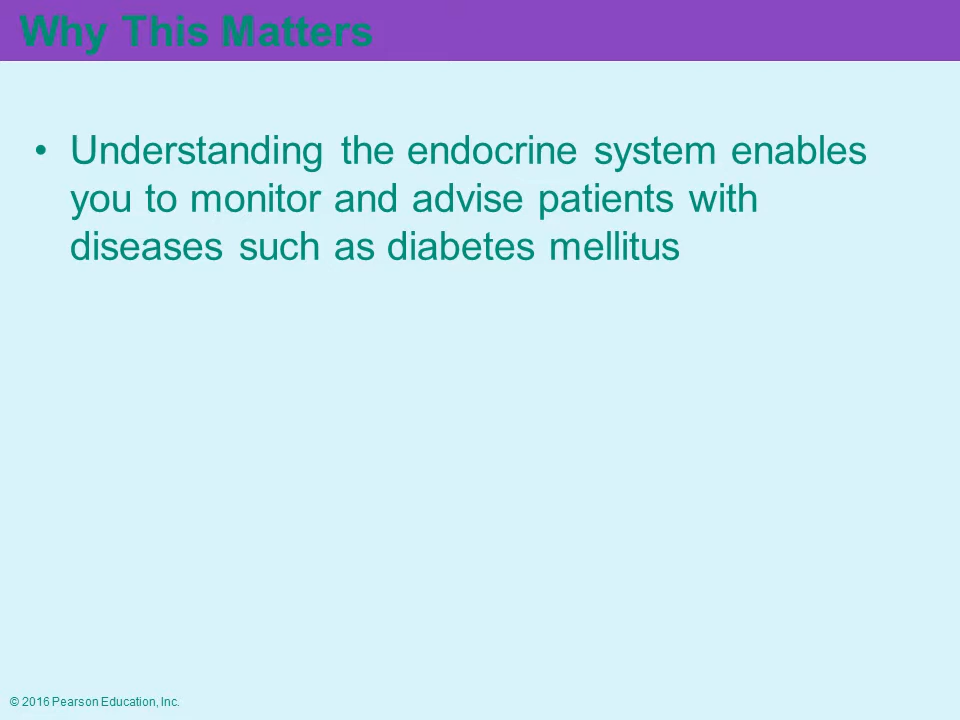 Why This Matters
• Understanding the endocrine system enables
you to monitor and advise patients with
diseases such as diabetes mellitus
© 2016 Pearson Education, Inc.